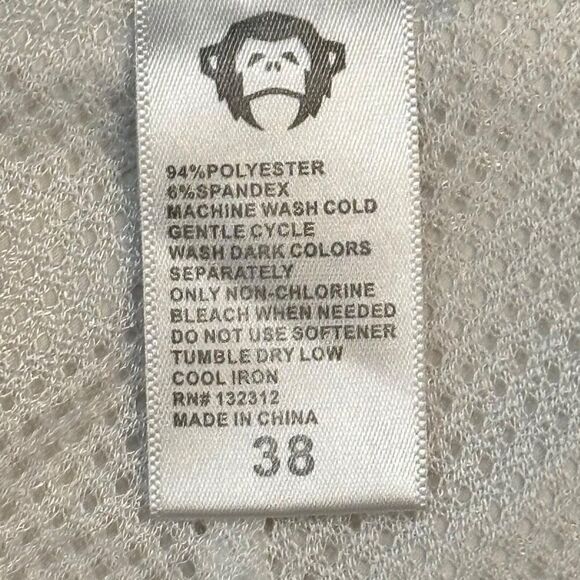 94%POLYESTER
6%SPANDEX
MACHINE WASH COLD
GENTLE CYCLE
WASH DARK COLORS
SEPARATELY
ONLY NON-CHLORINE
BLEACH WHEN NEEDED
DO NOT USE SOFTENER
TUMBLE DRY LOW
COOL IRON
RN# 132312
MADE IN CHINA
38